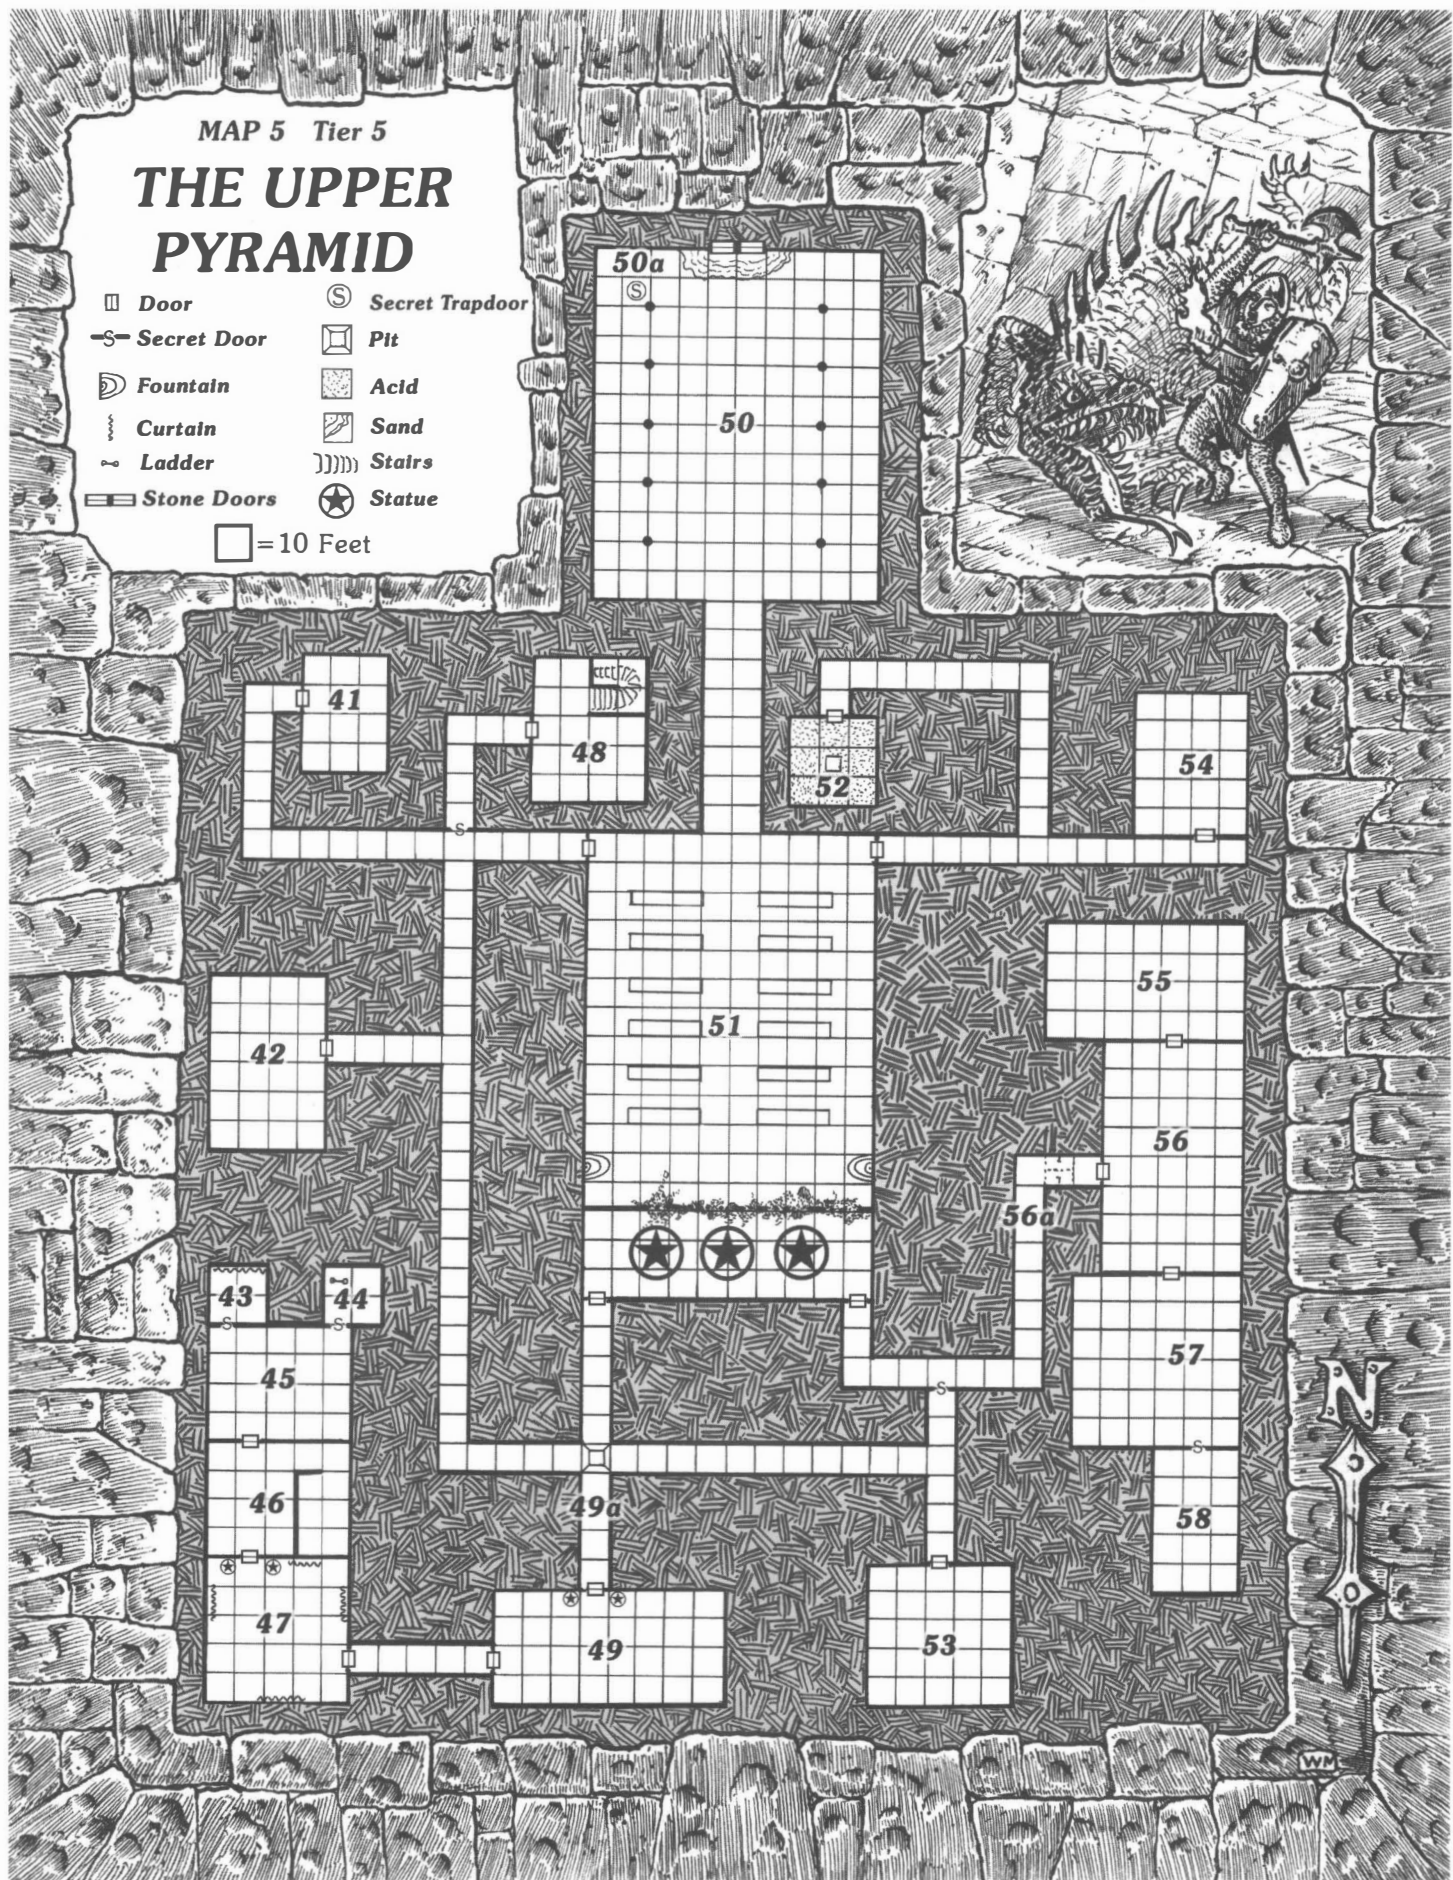 MAP 5 Tier 5
THE UPPER
PYRAMID
Door
Secret Door
Fountain
Curtain
Ladder
Stone Doors
S Secret Trapdoor
Pit
Acid
Sand
Stairs
Statue
= 10 Feet
50a
S
50
41
48
52
54
S
42
51
55
56
56a
43
44
S
S
45
57
S
S
46
49a
58
47
49
53
N
WM